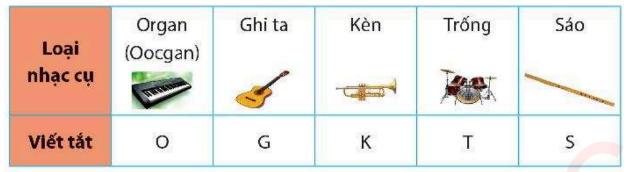 Loại nhạc cụ
Organ (Oocgan)
Ghi ta
Kèn
Trống
Sáo
Viết tắt
O
G
K
T
S